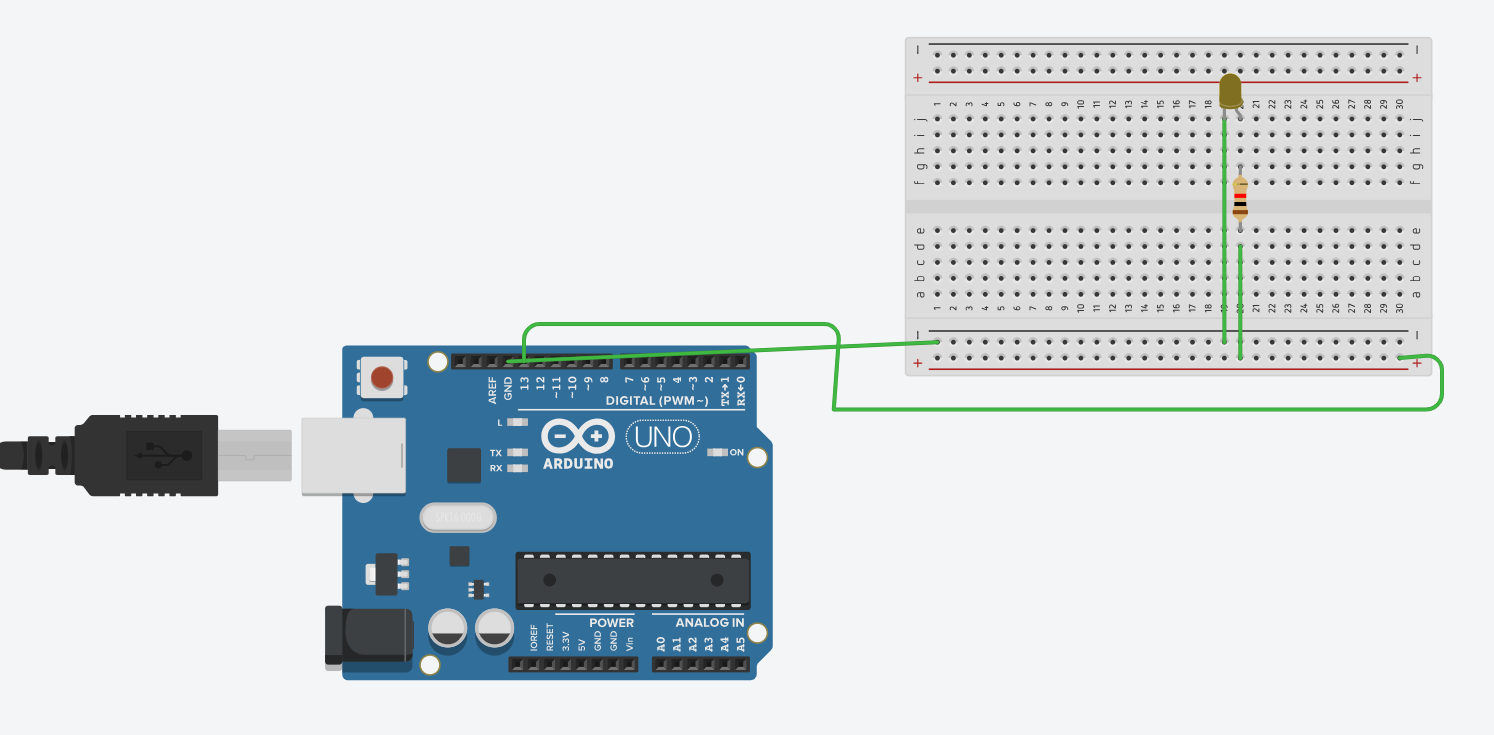 − −
+ +
1 2 3 4 5 6 7 8 9 10 11 12 13 14 15 16 17 18 21 22 23 24 25 26 27 28 29 30
j j
i i
h h
g g
f f
e e
d d
c c
b b
a a
1 2 3 4 5 6 7 8 9 10 11 12 13 14 15 16 17 18 19 20 21 22 23 24 25 26 27 28 29 30
− −
+ +
AREF GND 13 12 ~11 ~10 ~9 8 7 ~6 ~5 4 ~3 2 TX→1 RX←0
DIGITAL (PWM~)
L
TX
RX
ARDUINO
UNO
ON
POWER
ANALOG IN
IOREF RESET 3.3V 5V GND GND Vin A0 A1 A2 A3 A4 A5